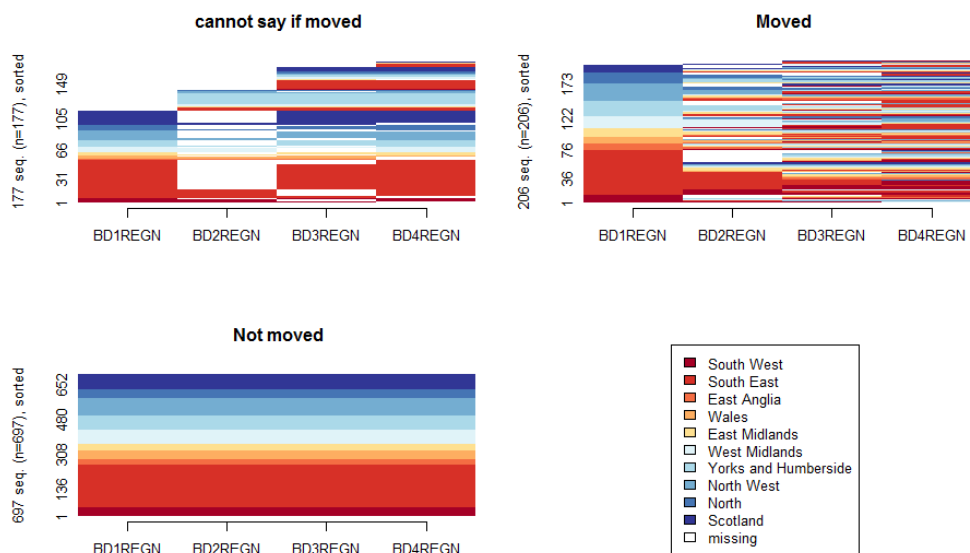 cannot say if moved
177 seq. (n=177), sorted
1 31 66 105 149
BD1REGN BD2REGN BD3REGN BD4REGN
Moved
206 seq. (n=206), sorted
1 36 76 122 173
BD1REGN BD2REGN BD3REGN BD4REGN
Not moved
697 seq. (n=697), sorted
1 136 308 480 652
BD1REGN BD2REGN BD3REGN BD4REGN
South West
South East
East Anglia
Wales
East Midlands
West Midlands
Yorks and Humberside
North West
North
Scotland
missing